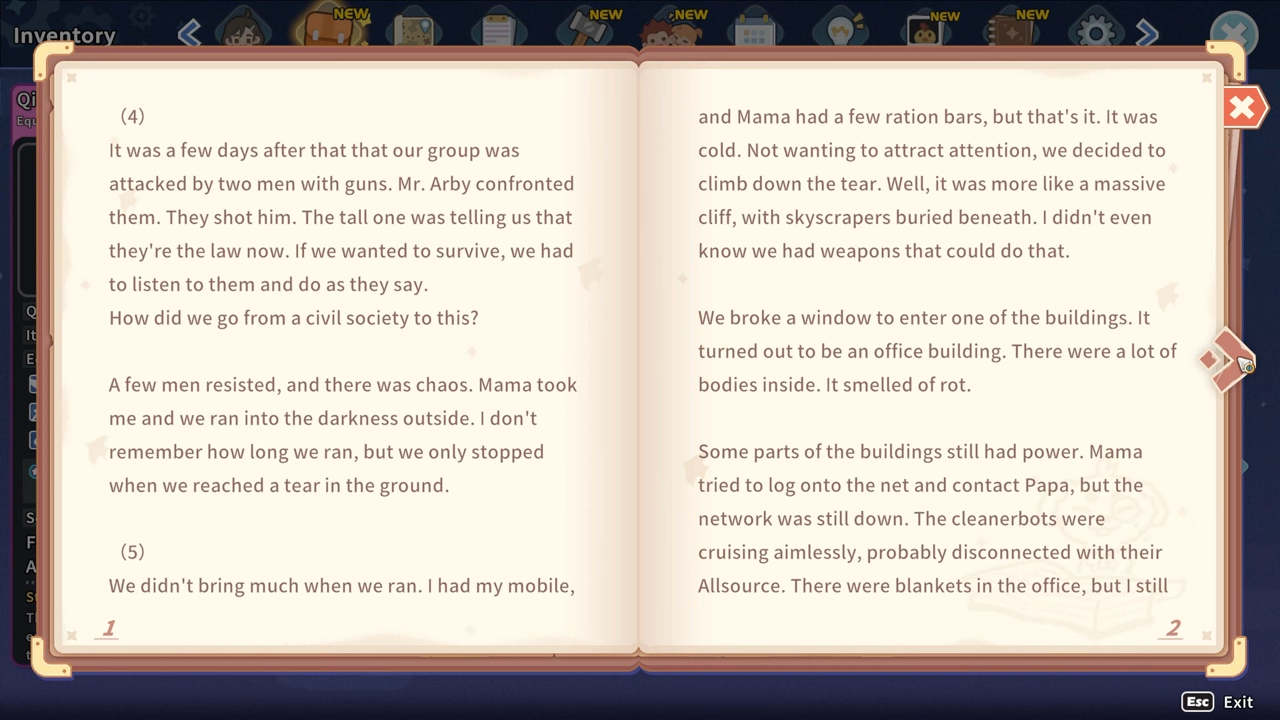 Inventory
NEW
NEW
NEW
NEW
NEW
(4)
It was a few days after that that our group was
attacked by two men with guns. Mr. Arby confronted
them. They shot him. The tall one was telling us that
they're the law now. If we wanted to survive, we had
to listen to them and do as they say.
How did we go from a civil society to this?
A few men resisted, and there was chaos. Mama took
me and we ran into the darkness outside. I don't
remember how long we ran, but we only stopped
when we reached a tear in the ground.
(5)
We didn't bring much when we ran. I had my mobile,
1
and Mama had a few ration bars, but that's it. It was
cold. Not wanting to attract attention, we decided to
climb down the tear. Well, it was more like a massive
cliff, with skyscrapers buried beneath. I didn't even
know we had weapons that could do that.
We broke a window to enter one of the buildings. It
turned out to be an office building. There were a lot of
bodies inside. It smelled of rot.
Some parts of the buildings still had power. Mama
tried to log onto the net and contact Papa, but the
network was still down. The cleanerbots were
cruising aimlessly, probably disconnected with their
Allsource. There were blankets in the office, but I still
2
Esc Exit